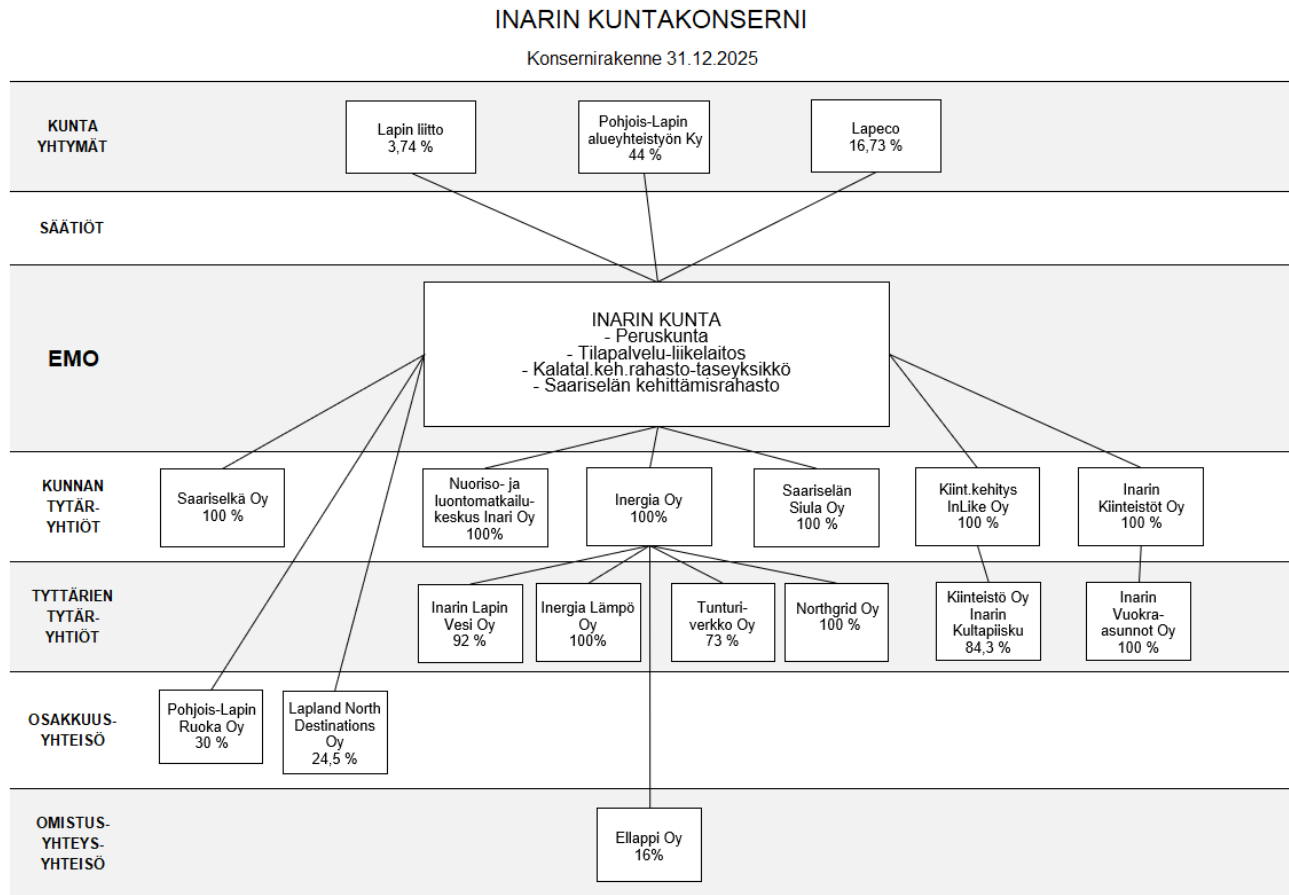 INARIN KUNTAKONSERNI
Konsernirakenne 31.12.2025
KUNTA
YHTYMÄT
Lapin liitto
3,74 %
Pohjois-Lapin
alueyhteistyön Ky
44 %
Lapeco
16,73 %
SÄÄTIÖT
EMO
INARIN KUNTA
- Peruskunta
- Tilapalvelu-liikelaitos
- Kalatal.keh.rahasto-taseyksikkö
- Saariselän kehittämisrahasto
KUNNAN
TYTÄR-
YHTIÖT
Saariselkä Oy
100 %
Nuoriso- ja
luontomatkailu-
keskus Inari Oy
100%
Inergia Oy
100%
Saariselän
Siula Oy
100 %
Kiint.kehitys
InLike Oy
100 %
Inarin
Kiinteistöt Oy
100 %
TYTTÄRIEN
TYTÄR-
YHTIÖT
Inarin Lapin
Vesi Oy
92 %
Inergia Lämpö
Oy
100%
Tunturi-
verkko Oy
73 %
Northgrid Oy
100 %
Kiinteistö Oy
Inarin
Kultapiisku
84,3 %
Inarin
Vuokra-
asunnot Oy
100 %
OSAKKUUS-
YHTEISÖ
Pohjois-Lapin
Ruoka Oy
30 %
Lapland North
Destinations
Oy
24,5 %
OMISTUS-
YHTEYS-
YHTEISÖ
Ellappi Oy
16%